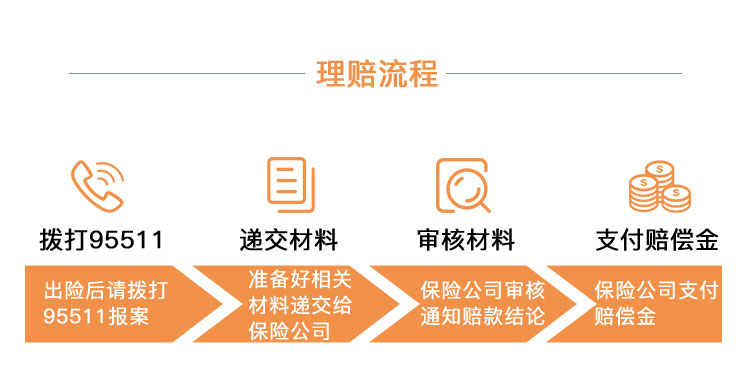 理赔流程
拨打95511
递交材料
审核材料
支付赔偿金
出险后请拨打
95511报案
准备好相关
材料递交给
保险公司
保险公司审核
通知赔款结论
保险公司支付
赔偿金